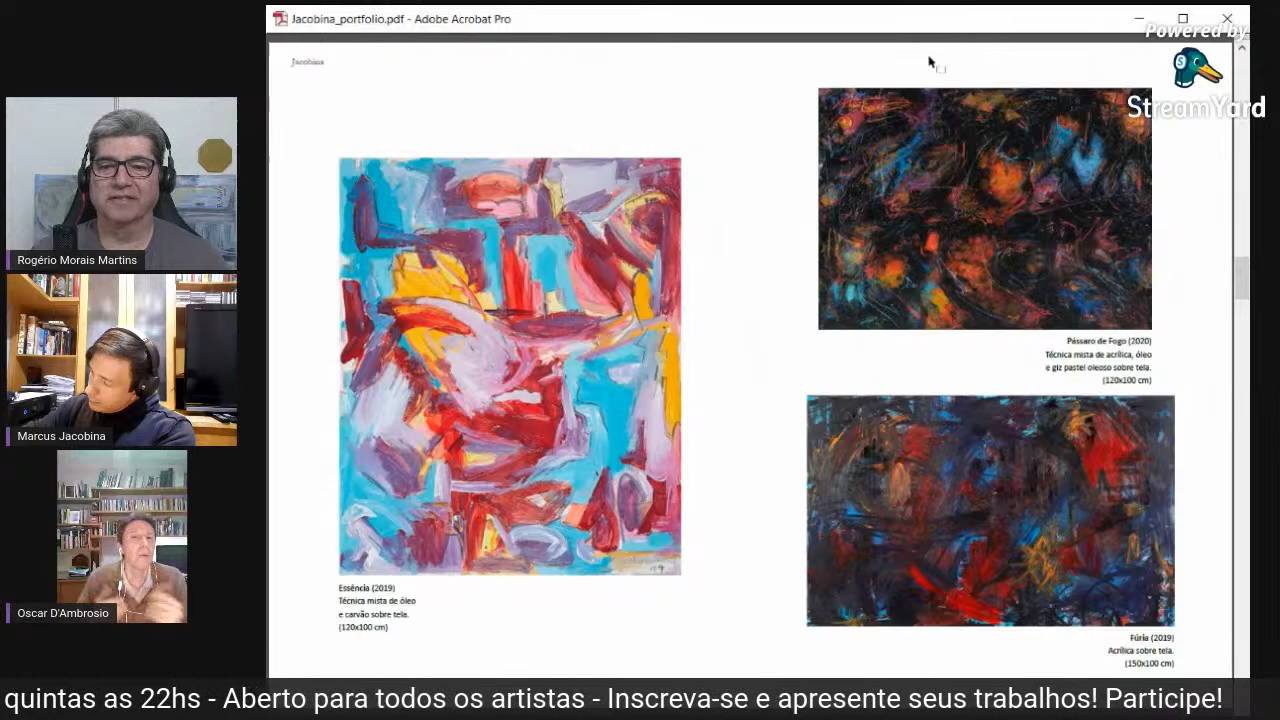 Jacobina_portfolio.pdf - Adobe Acrobat Pro
Powered by
StreamYard
Jacobina
Rogério Morais Martins
Marcus Jacobina
Oscar D'Ambrosio
Essência (2019)
Técnica mista de óleo
e carvão sobre tela.
(120x100 cm)
Pássaro de Fogo (2020)
Técnica mista de acrílica, óleo
e giz pastel oleoso sobre tela.
(120x100 cm)
Fúria (2019)
Acrílica sobre tela.
(150x100 cm)
quintas as 22hs - Aberto para todos os artistas - Inscreva-se e apresente seus trabalhos! Participe!